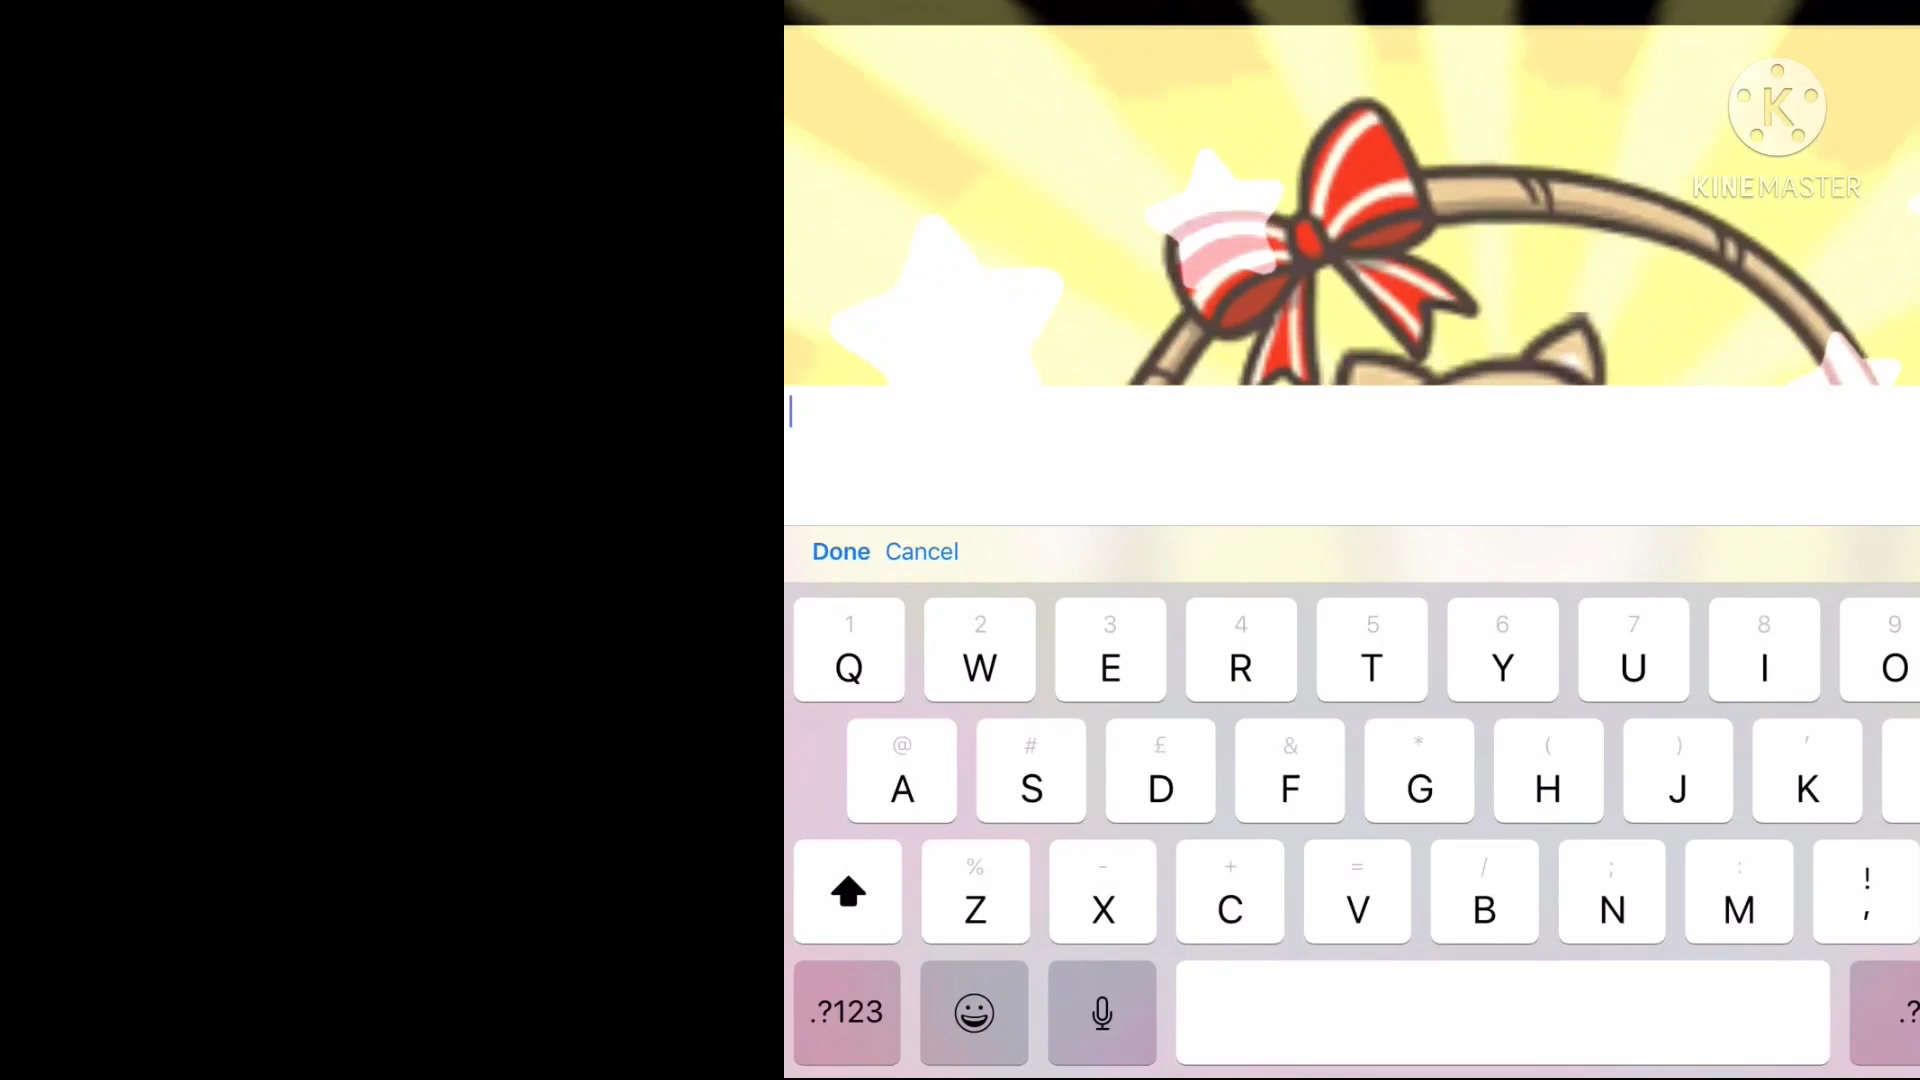 K
KINEMASTER
Done Cancel
1 2 3 4 5 6 7 8 9
Q W E R T Y U I O
@ # £ & * ( ) '
A S D F G H J K
% - + = / ; : !
Z X C V B N M ,
.?123 .?